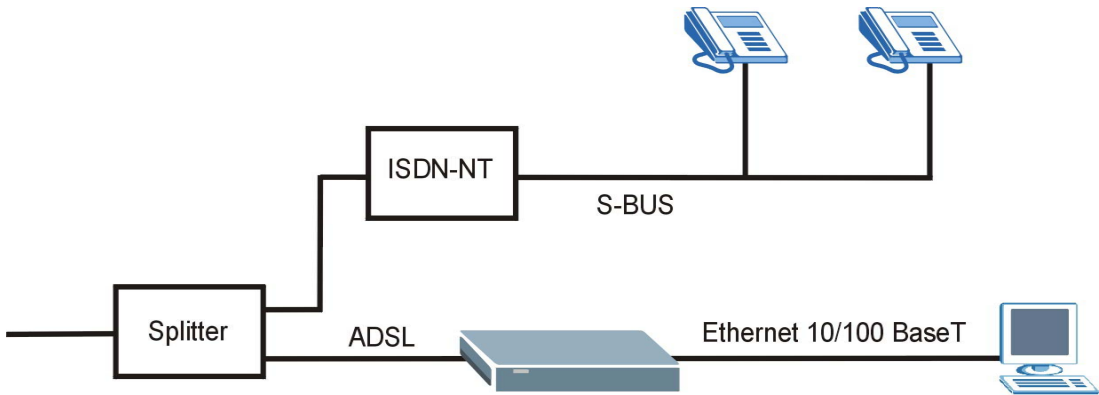 ISDN-NT
S-BUS
Splitter
ADSL
Ethernet 10/100 BaseT